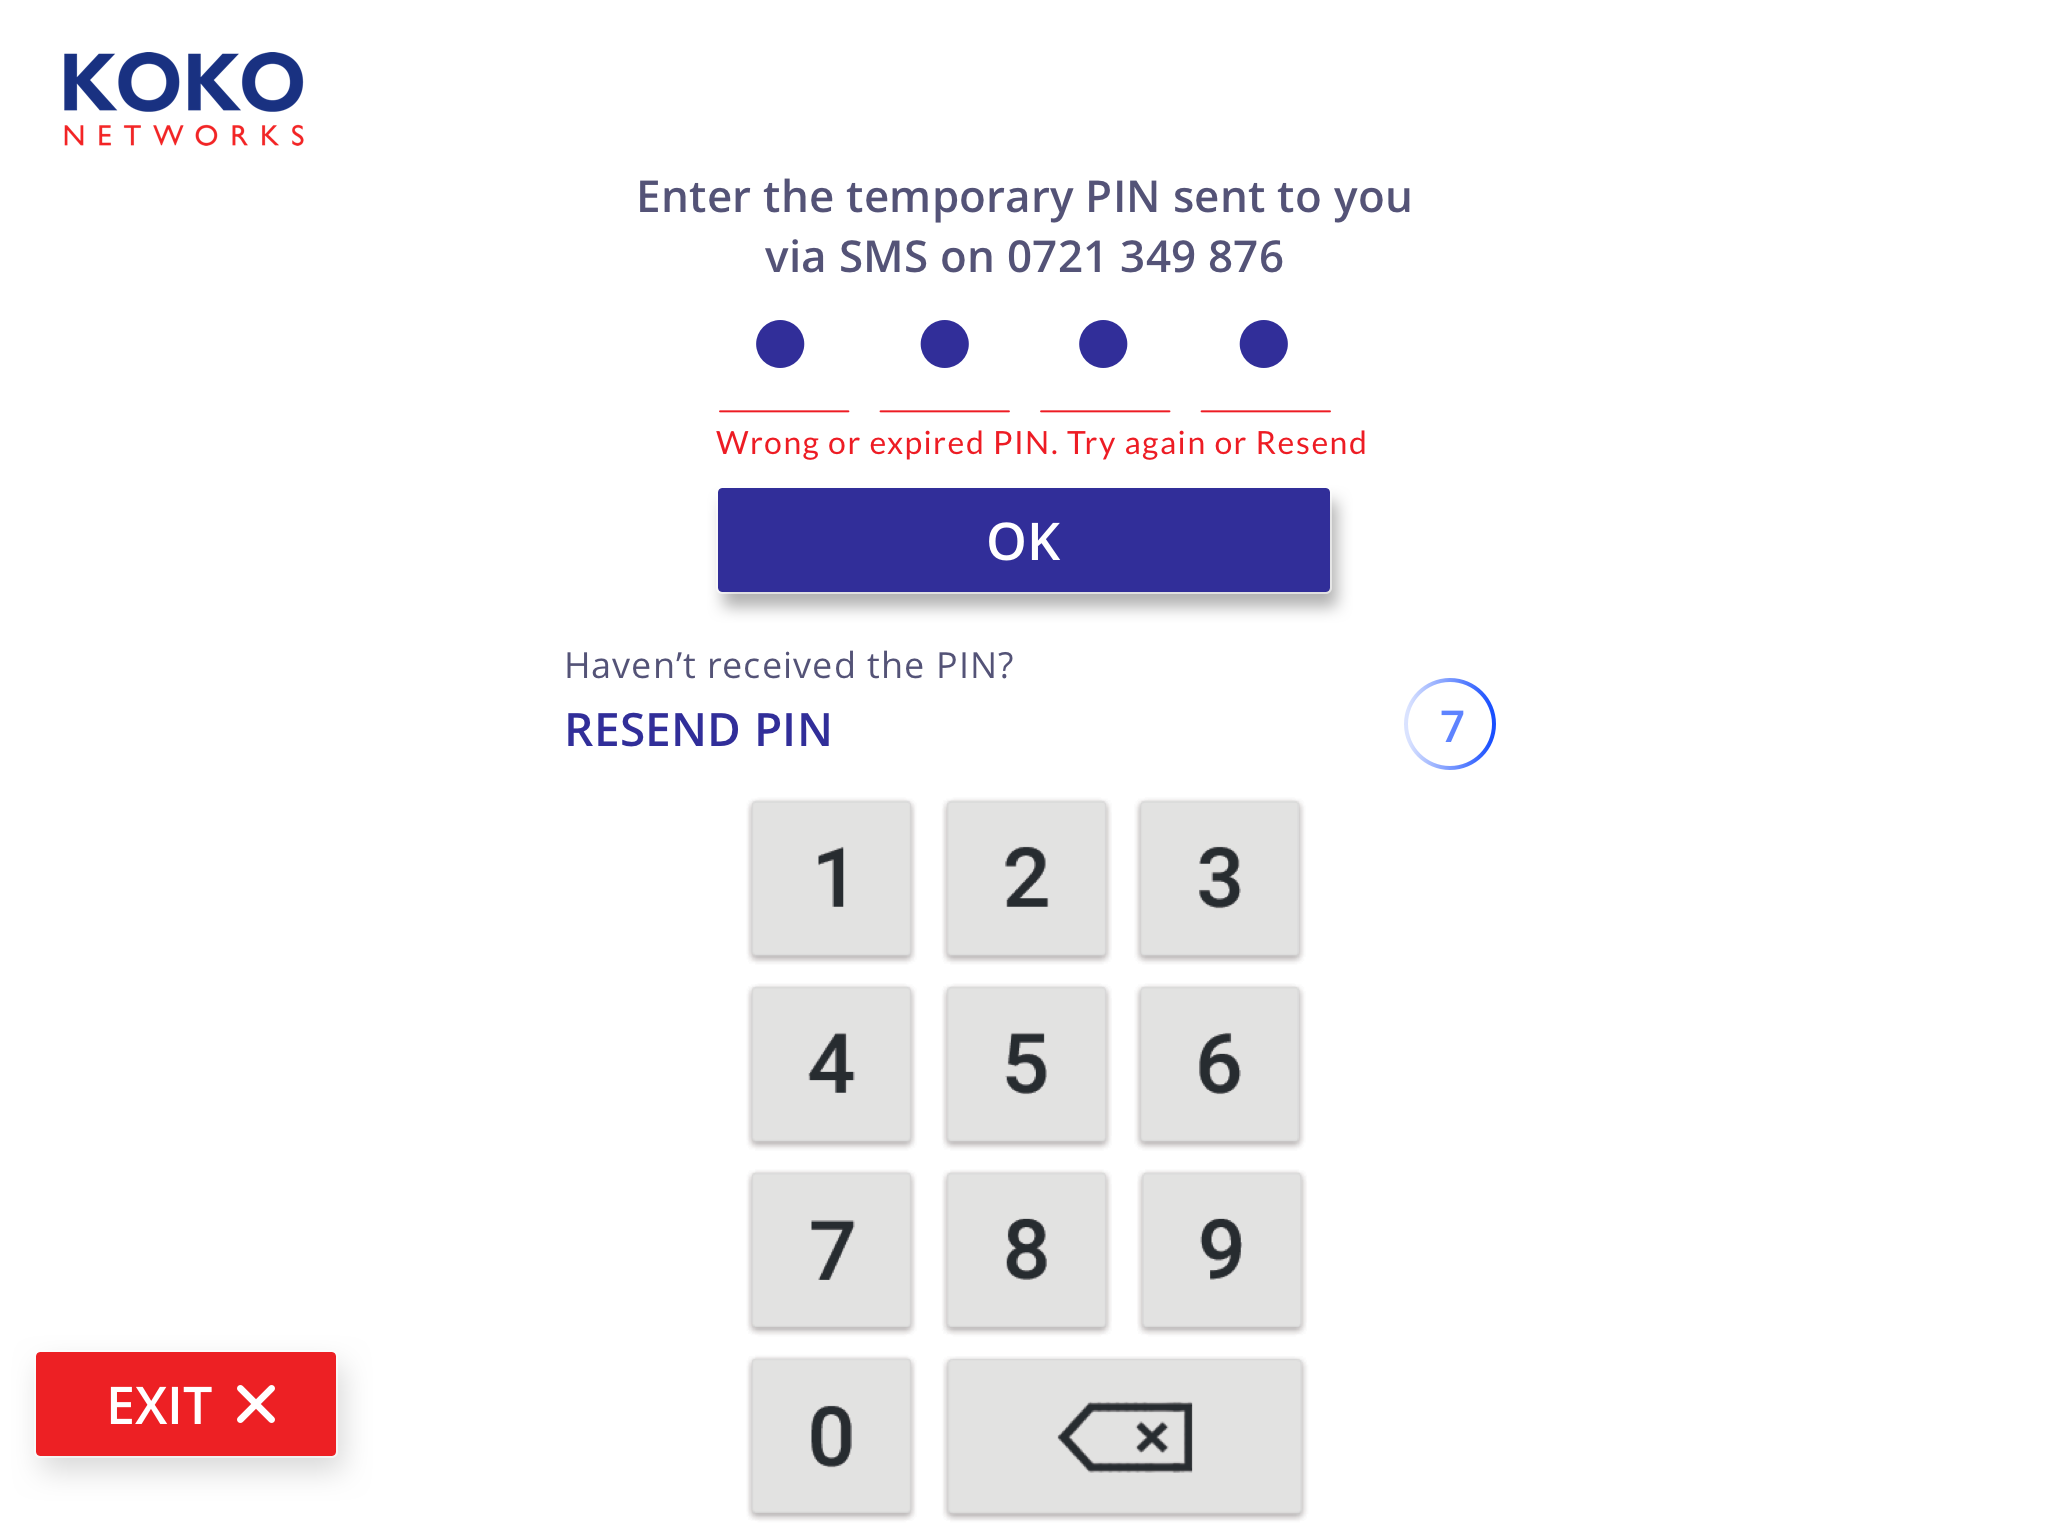 KOKO
NETWORKS
Enter the temporary PIN sent to you
via SMS on 0721 349 876
Wrong or expired PIN. Try again or Resend
OK
Haven’t received the PIN?
RESEND PIN
7
1 2 3
4 5 6
7 8 9
0
EXIT